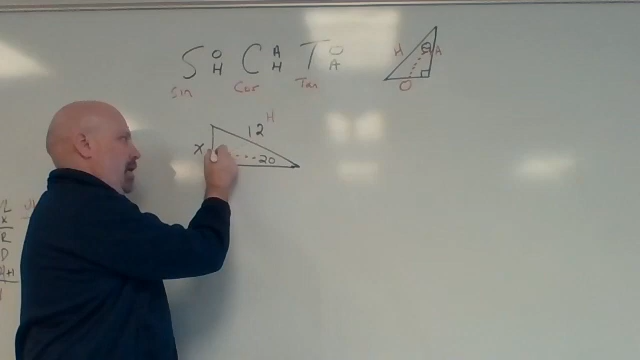 S O/H C A/H T O/A
Sin Cos Tan
H θ A
O
12 H
X 20